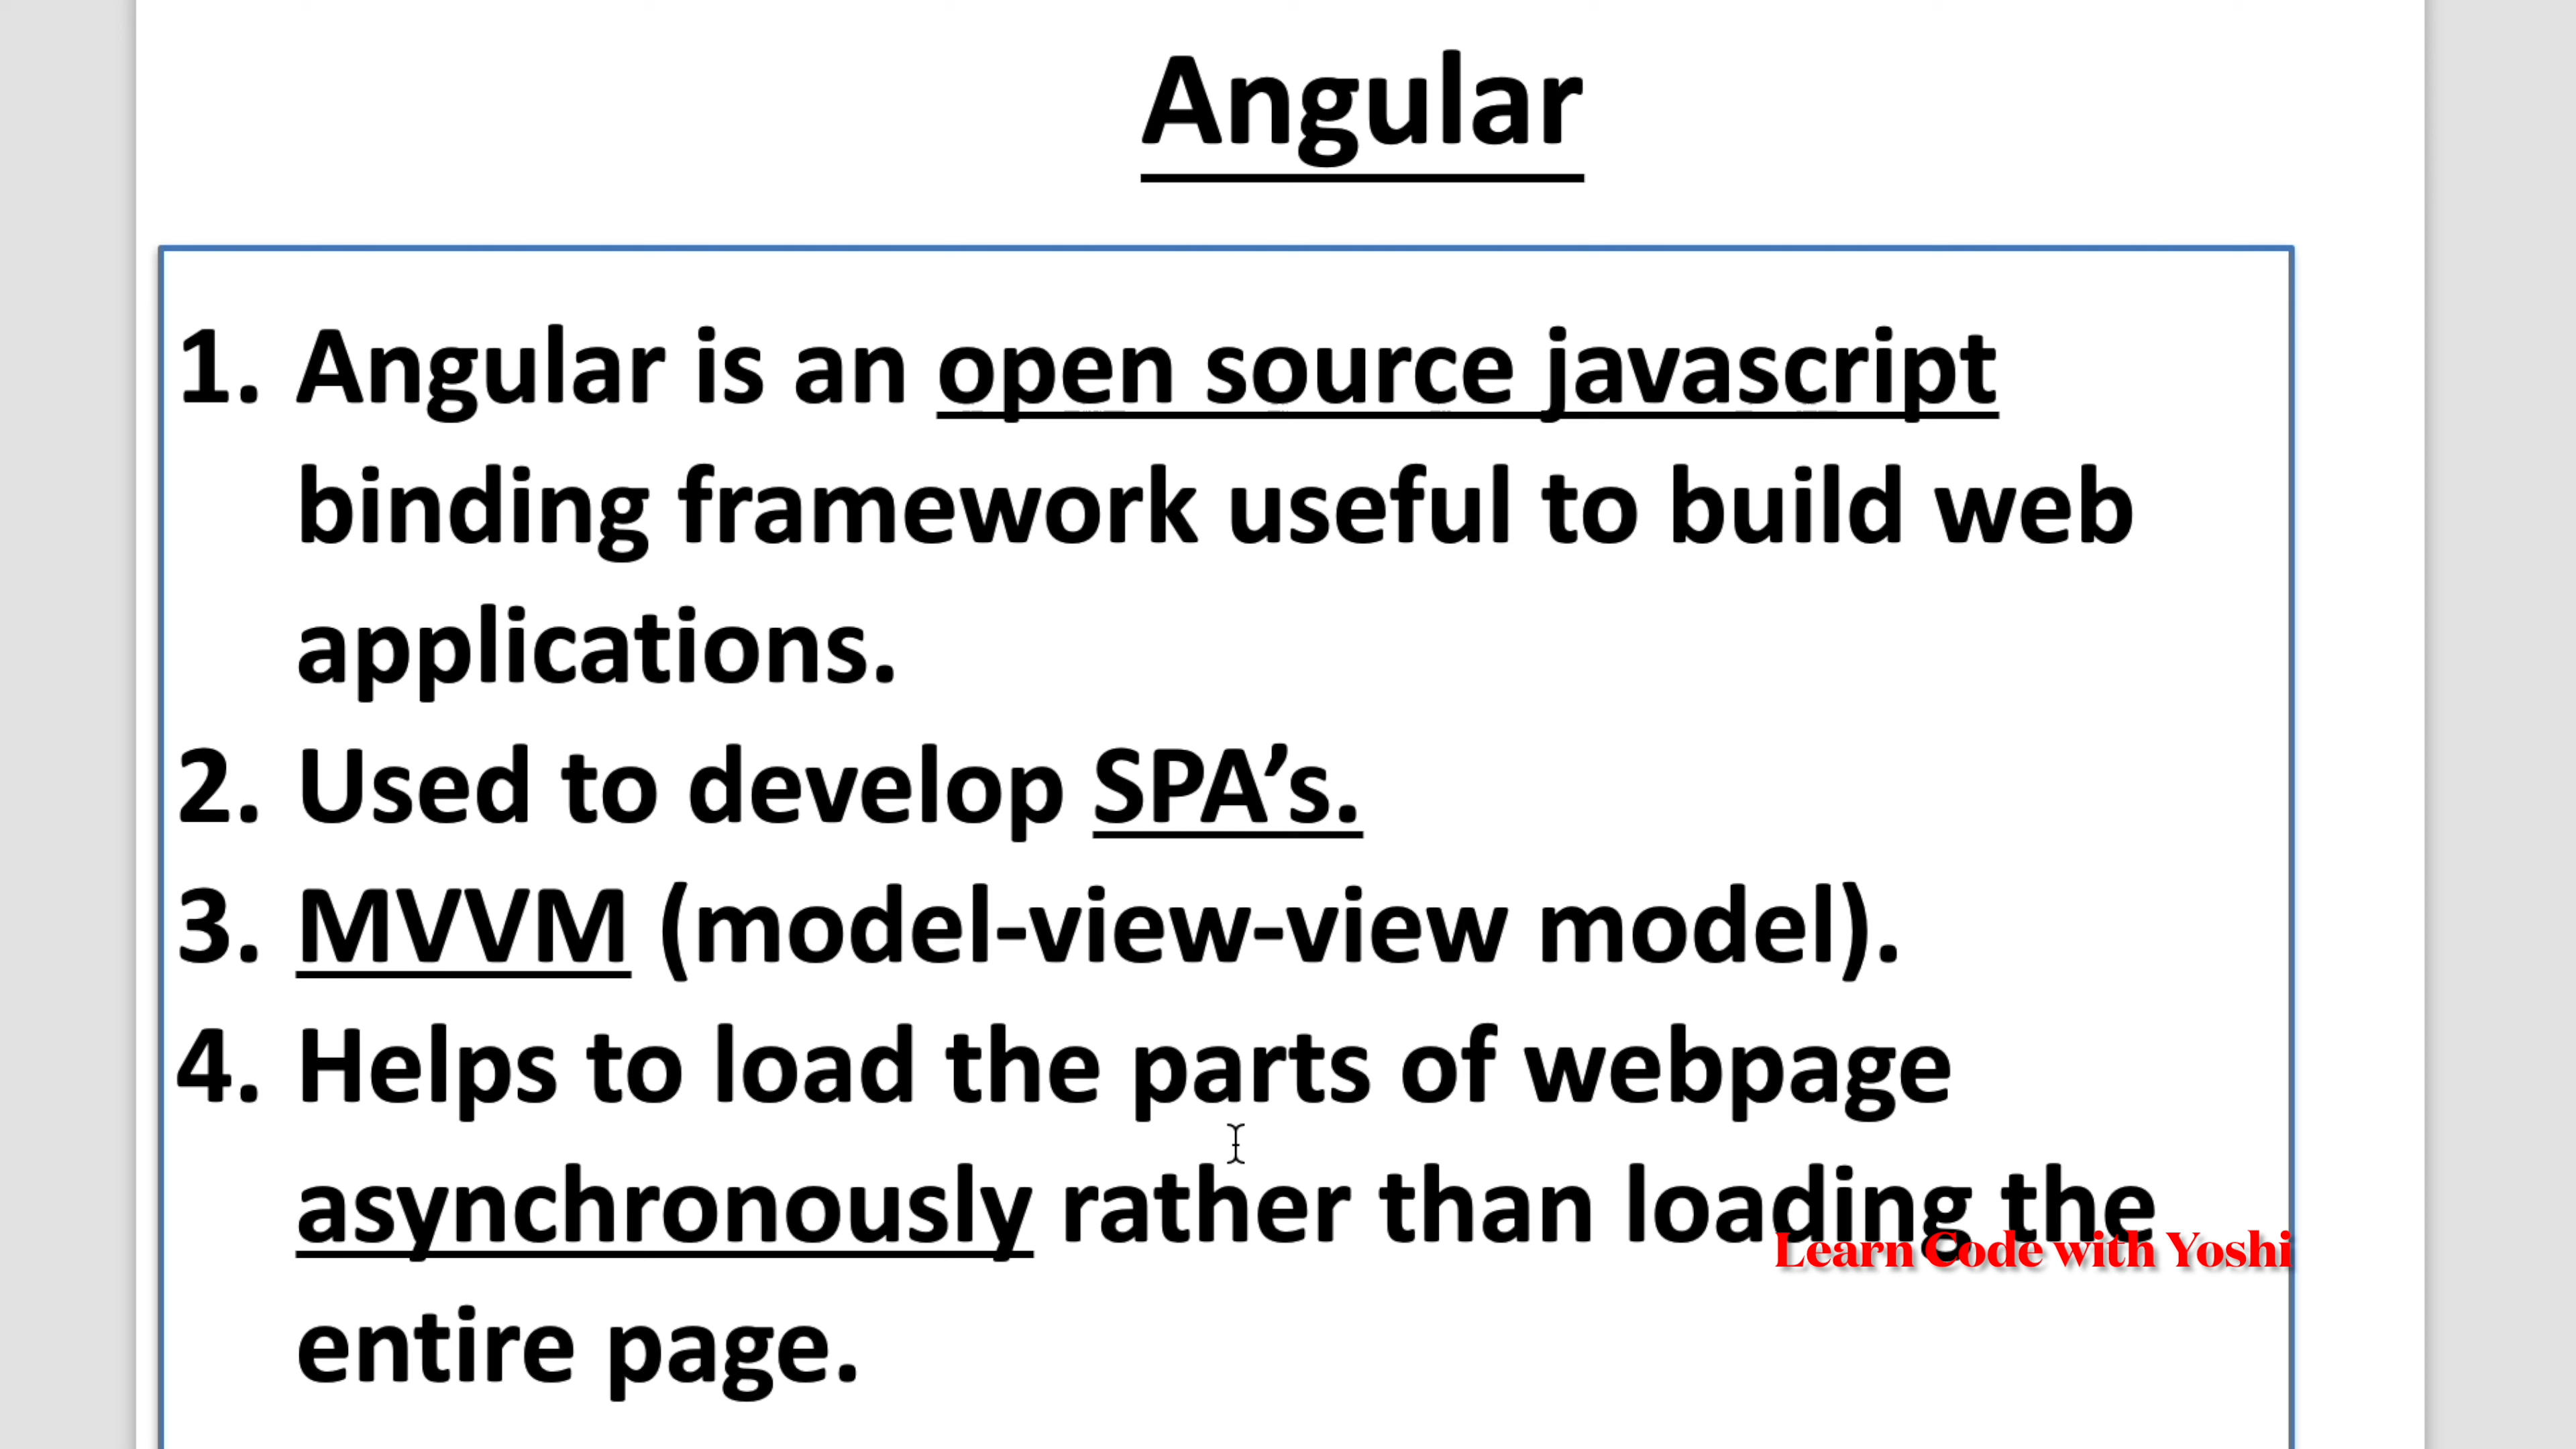 Angular
1. Angular is an open source javascript
binding framework useful to build web
applications.
2. Used to develop SPA’s.
3. MVVM (model-view-view model).
4. Helps to load the parts of webpage
asynchronously rather than loading the
Learn Code with Yoshi
entire page.